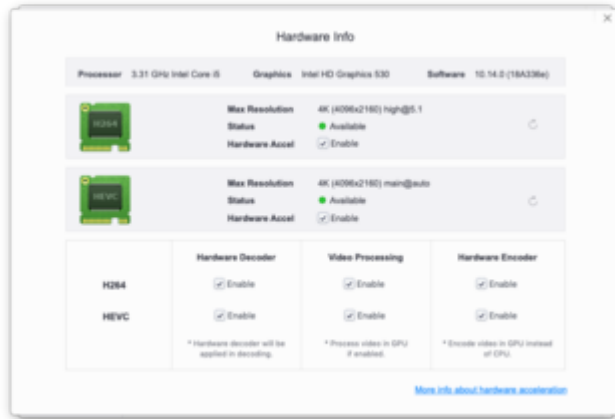 Hardware Info
Processor 3.31 GHz Intel Core i5 Graphics Intel HD Graphics 530 Software 10.14.0 (18A336e)
H264
Max Resolution 4K (4096x2160) high@5.1
Status Available
Hardware Accel Enable
HEVC
Max Resolution 4K (4096x2160) main@auto
Status Available
Hardware Accel Enable
Hardware Decoder Video Processing Hardware Encoder
H264 Enable Enable Enable
HEVC Enable Enable Enable
* Hardware decoder will be * Process video in GPU * Encode video in GPU instead
applied in decoding. if enabled. of CPU.
More info about hardware acceleration